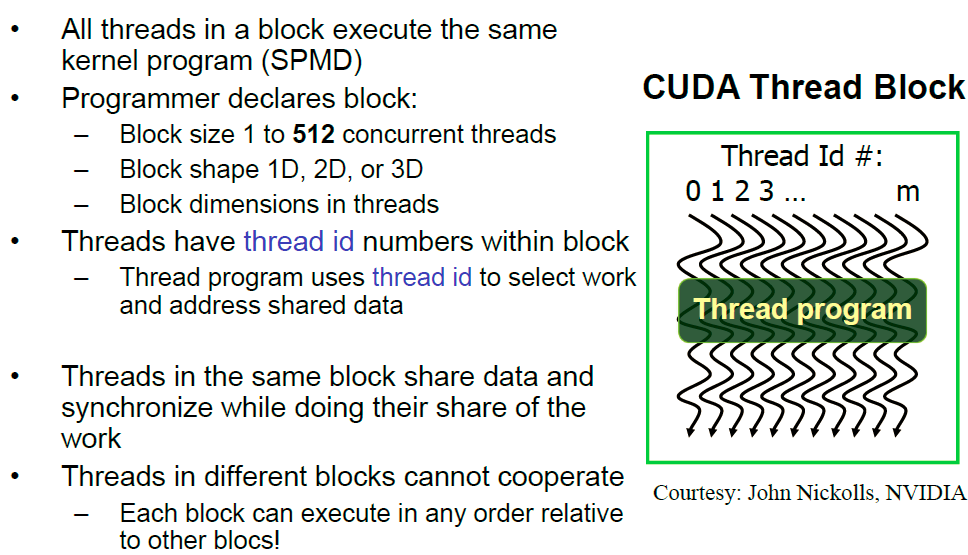 • All threads in a block execute the same
kernel program (SPMD)
• Programmer declares block:
– Block size 1 to 512 concurrent threads
– Block shape 1D, 2D, or 3D
– Block dimensions in threads
• Threads have thread id numbers within block
– Thread program uses thread id to select work
and address shared data
• Threads in the same block share data and
synchronize while doing their share of the
work
• Threads in different blocks cannot cooperate
– Each block can execute in any order relative
to other blocs!
CUDA Thread Block
Thread Id #:
0 1 2 3 ... m
Thread program
Courtesy: John Nickolls, NVIDIA